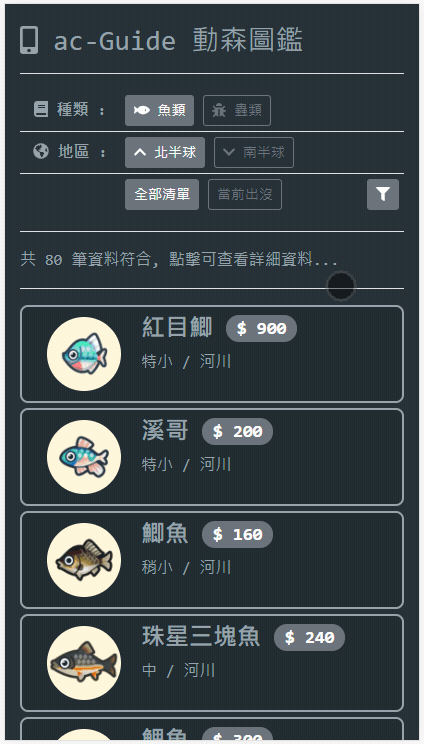 ac-Guide 動森圖鑑
種類 : 魚類 蟲類
地區 : 北半球 南半球
全部清單 當前出沒
共 80 筆資料符合, 點擊可查看詳細資料...
紅目鯽 $ 900
特小 / 河川
溪哥 $ 200
特小 / 河川
鯽魚 $ 160
稍小 / 河川
珠星三塊魚 $ 240
中 / 河川
鯉魚 $ 300